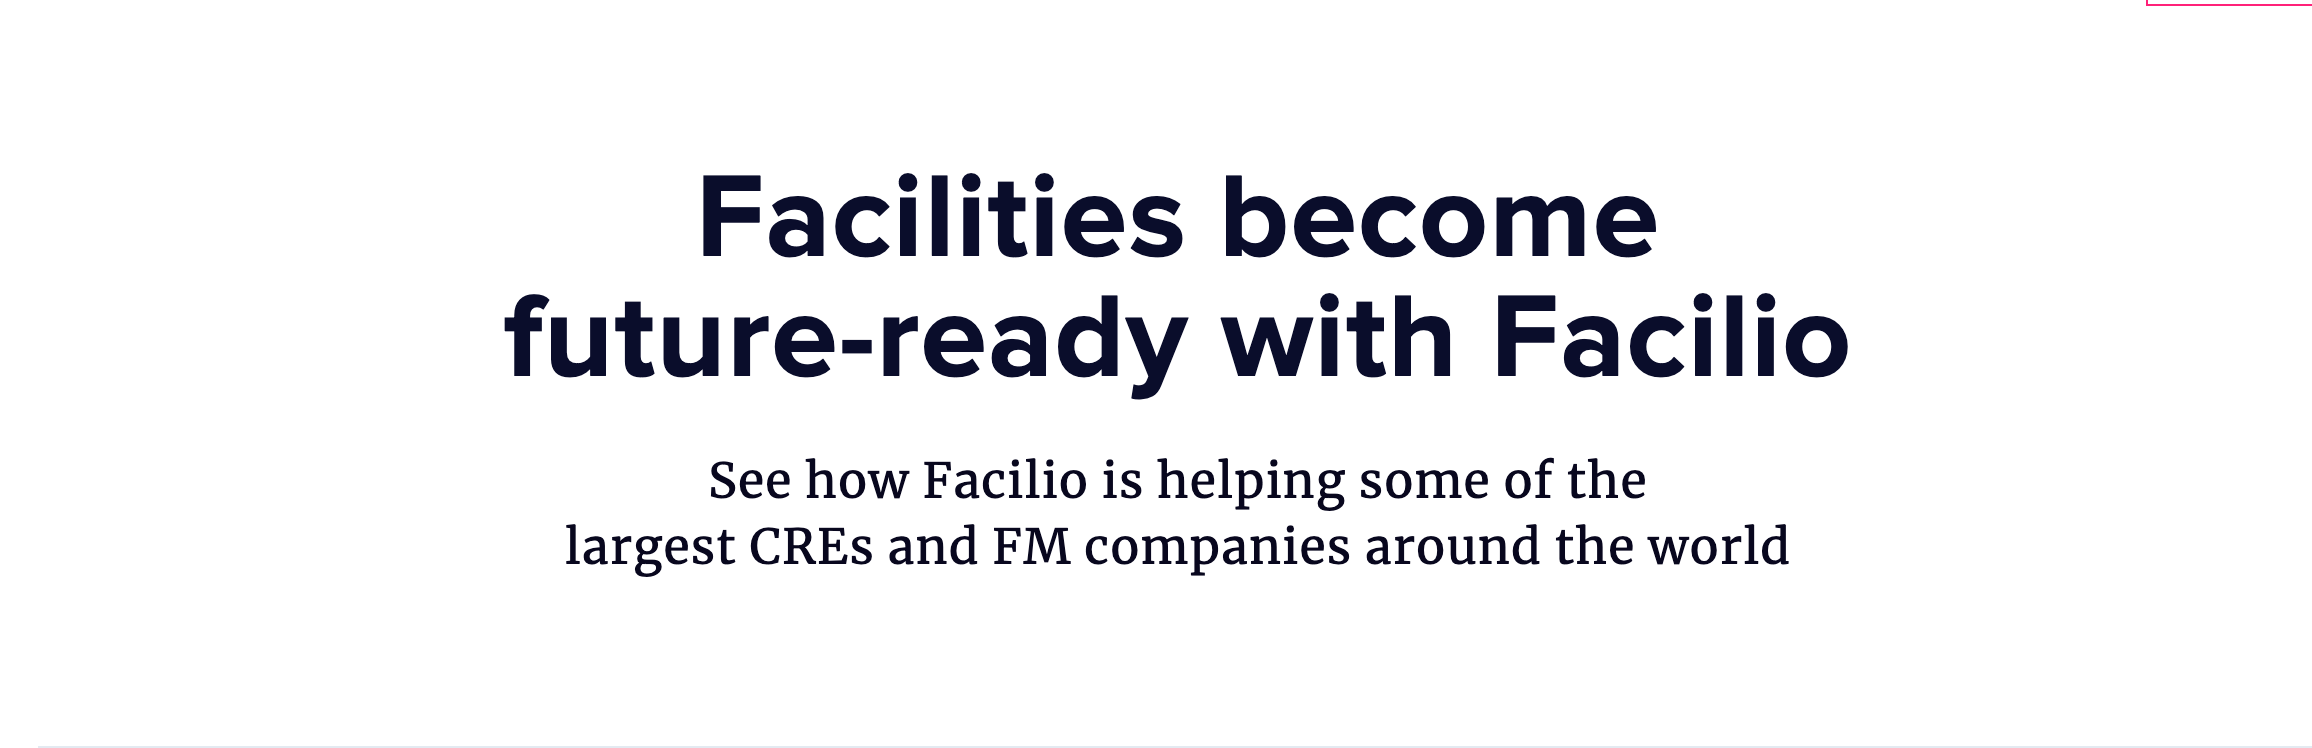 Facilities become
future-ready with Facilio
See how Facilio is helping some of the
largest CREs and FM companies around the world